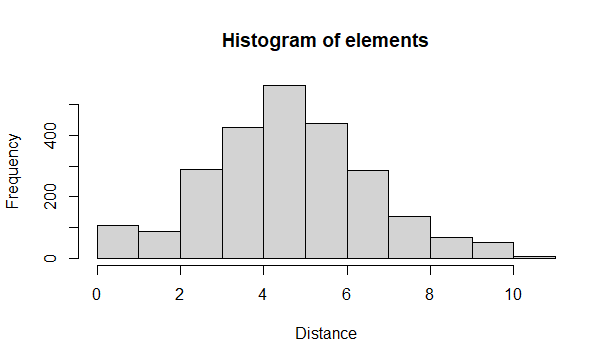 Histogram of elements
Frequency
400
200
0
0 2 4 6 8 10
Distance